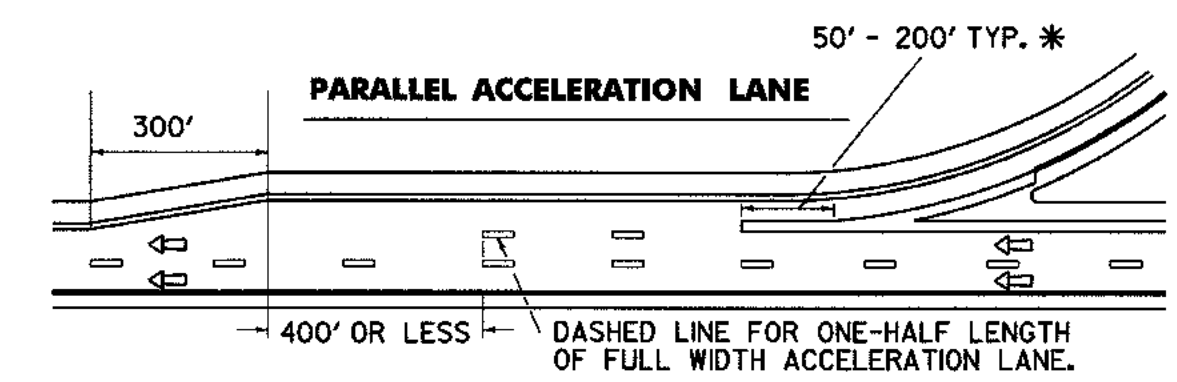 50' - 200' TYP. *
PARALLEL ACCELERATION LANE
300'
400' OR LESS
DASHED LINE FOR ONE-HALF LENGTH
OF FULL WIDTH ACCELERATION LANE.